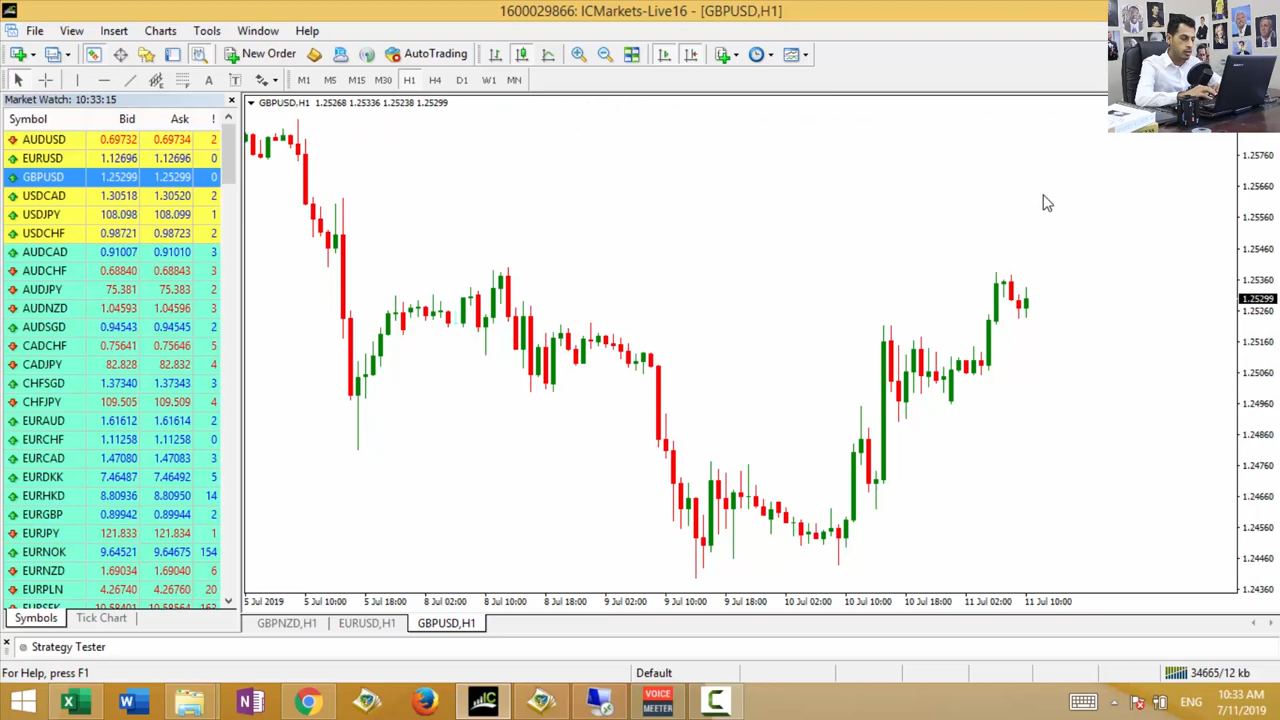 1600029866: ICMarkets-Live16 - [GBPUSD,H1]
File View Insert Charts Tools Window Help
New Order AutoTrading
A T M1 M5 M15 M30 H1 H4 D1 W1 MN
Market Watch: 10:33:15
Symbol Bid Ask !
AUDUSD 0.69732 0.69734 2
EURUSD 1.12696 1.12696 0
GBPUSD 1.25299 1.25299 0
USDCAD 1.30518 1.30520 2
USDJPY 108.098 108.099 1
USDCHF 0.98721 0.98723 2
AUDCAD 0.91007 0.91010 3
AUDCHF 0.68840 0.68843 3
AUDJPY 75.381 75.383 2
AUDNZD 1.04593 1.04596 3
AUDSGD 0.94543 0.94545 2
CADCHF 0.75641 0.75646 5
CADJPY 82.828 82.832 4
CHFSGD 1.37340 1.37343 3
CHFJPY 109.505 109.509 4
EURAUD 1.61612 1.61614 2
EURCHF 1.11258 1.11258 0
EURCAD 1.47080 1.47083 3
EURDKK 7.46487 7.46492 5
EURHKD 8.80936 8.80950 14
EURGBP 0.89942 0.89944 2
EURJPY 121.833 121.834 1
EURNOK 9.64521 9.64675 154
EURNZD 1.69034 1.69040 6
EURPLN 4.26740 4.26760 20
EURSEK 10.58401 10.58564 163
Symbols Tick Chart
GBPUSD,H1 1.25268 1.25336 1.25238 1.25299
1.25760
1.25660
1.25560
1.25460
1.25360
1.25299
1.25260
1.25160
1.25060
1.24960
1.24860
1.24760
1.24660
1.24560
1.24460
1.24360
5 Jul 2019 5 Jul 10:00 5 Jul 18:00 8 Jul 02:00 8 Jul 10:00 8 Jul 18:00 9 Jul 02:00 9 Jul 10:00 9 Jul 18:00 10 Jul 02:00 10 Jul 10:00 10 Jul 18:00 11 Jul 02:00 11 Jul 10:00
GBPNZD,H1 EURUSD,H1 GBPUSD,H1
Strategy Tester
For Help, press F1 Default 34665/12 kb
VOICE
MEETER
ENG
10:33 AM
7/11/2019